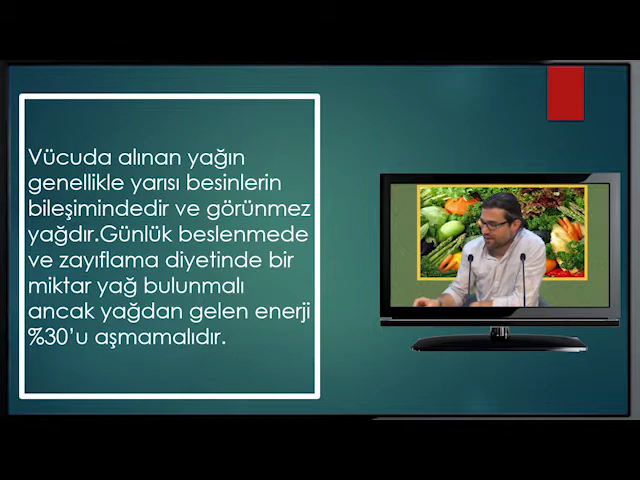 Vücuda alınan yağın
genellikle yarısı besinlerin
bileşimindedir ve görünmez
yağdır.Günlük beslenmede
ve zayıflama diyetinde bir
miktar yağ bulunmalı
ancak yağdan gelen enerji
%30'u aşmamalıdır.